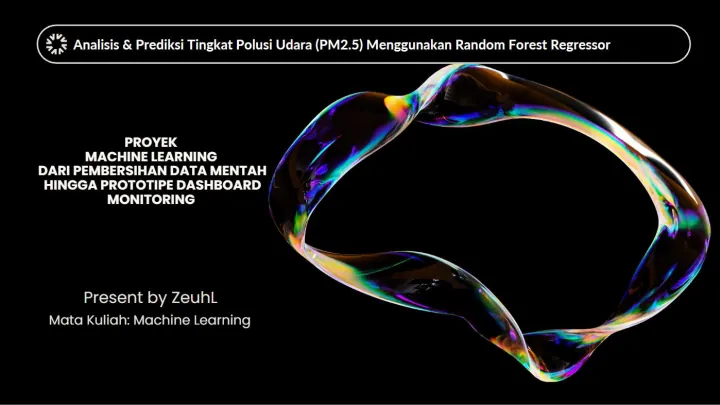 Analisis & Prediksi Tingkat Polusi Udara (PM2.5) Menggunakan Random Forest Regressor
PROYEK
MACHINE LEARNING
DARI PEMBERSIHAN DATA MENTAH
HINGGA PROTOTIPE DASHBOARD
MONITORING
Present by ZeuhL
Mata Kuliah: Machine Learning